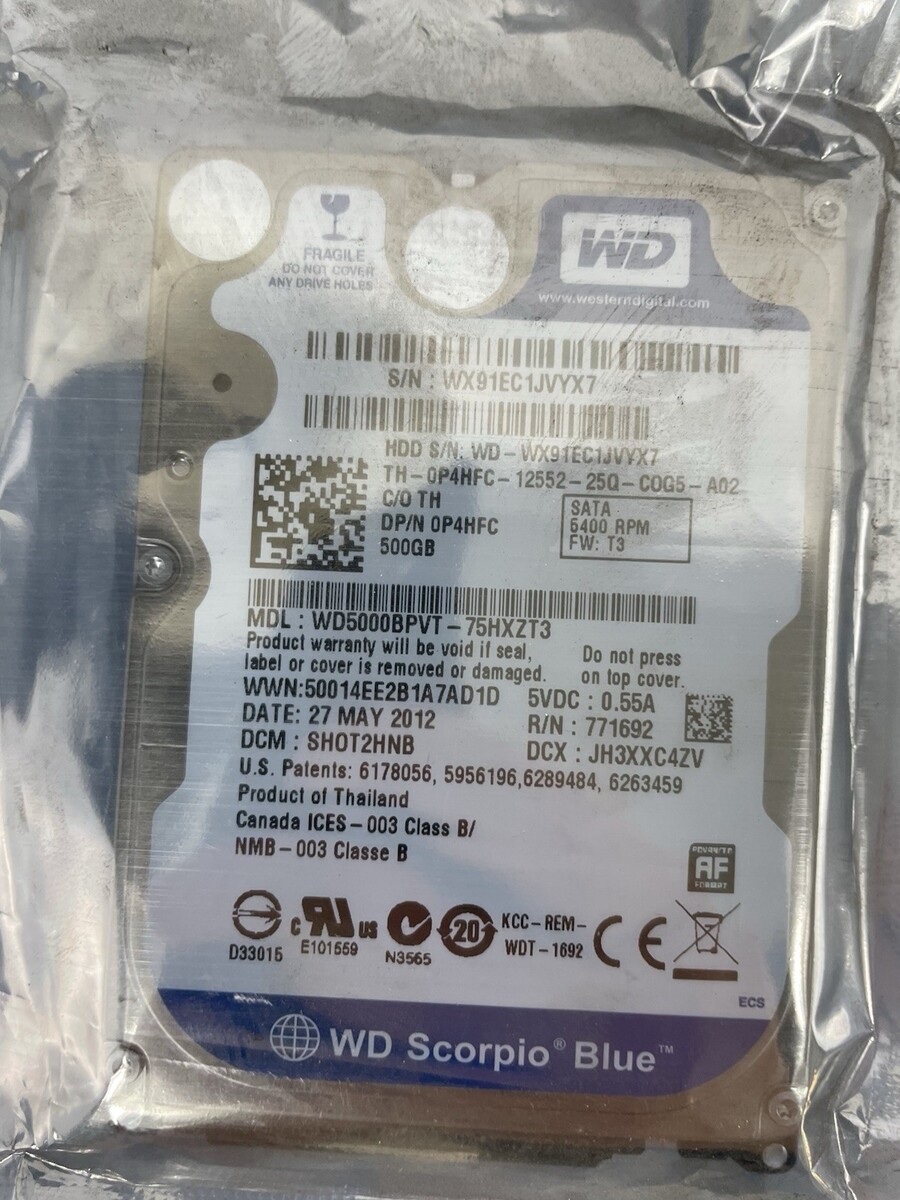 FRAGILE
DO NOT COVER
ANY DRIVE HOLES
WD
www.westerndigital.com
S/N : WX91EC1JVYX7
HDD S/N: WD-WX91EC1JVYX7
TH-0P4HFC-12552-25Q-C0G5-A02
C/O TH
DP/N 0P4HFC
500GB
SATA
5400 RPM
FW: T3
MDL : WD5000BPVT-75HXZT3
Product warranty will be void if seal,
label or cover is removed or damaged.
Do not press
on top cover.
WWN:50014EE2B1A7AD1D
DATE: 27 MAY 2012
DCM : SHOT2HNB
5VDC : 0.55A
R/N : 771692
DCX : JH3XXC4ZV
U.S. Patents: 6178056, 5956196,6289484, 6263459
Product of Thailand
Canada ICES-003 Class B/
NMB-003 Classe B
ADVANCED
AF
FORMAT
D33015
c RU US
E101559
N3565
20
KCC-REM-
WDT-1692
CE
ECS
WD Scorpio® Blue™